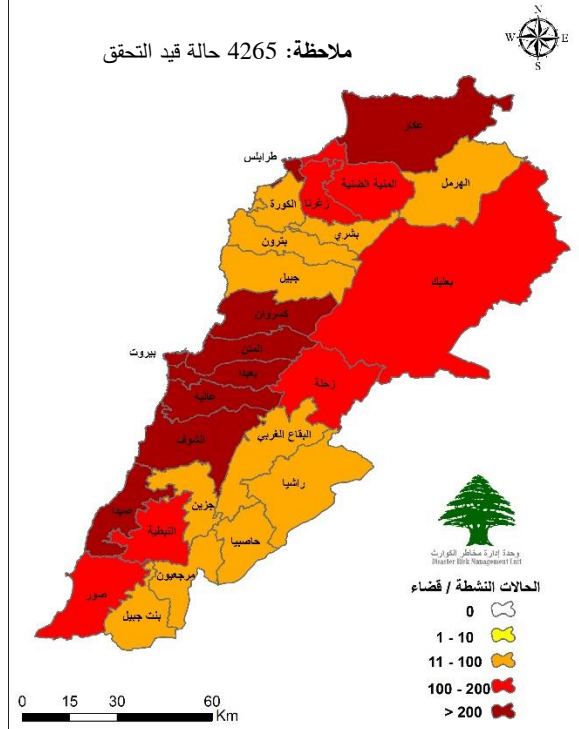 N
W E
S
ملاحظة: 4265 حالة قيد التحقق
عكار
طرابلس
المنية الضنية
الهرمل
زغرتا
الكورة
بشري
بترون
جبيل
بعلبك
كسروان
المتن
بيروت
بعبدا
زحلة
عاليه
البقاع الغربي
الشوف
راشيا
جزين
صيدا
النبطية
حاصبيا
مرجعيون
صور
بنت جبيل
وحدة إدارة مخاطر الكوارث
Disaster Risk Management Unit
الحالات النشطة / قضاء
0
1 - 10
11 - 100
100 - 200
> 200
0 15 30 60
Km